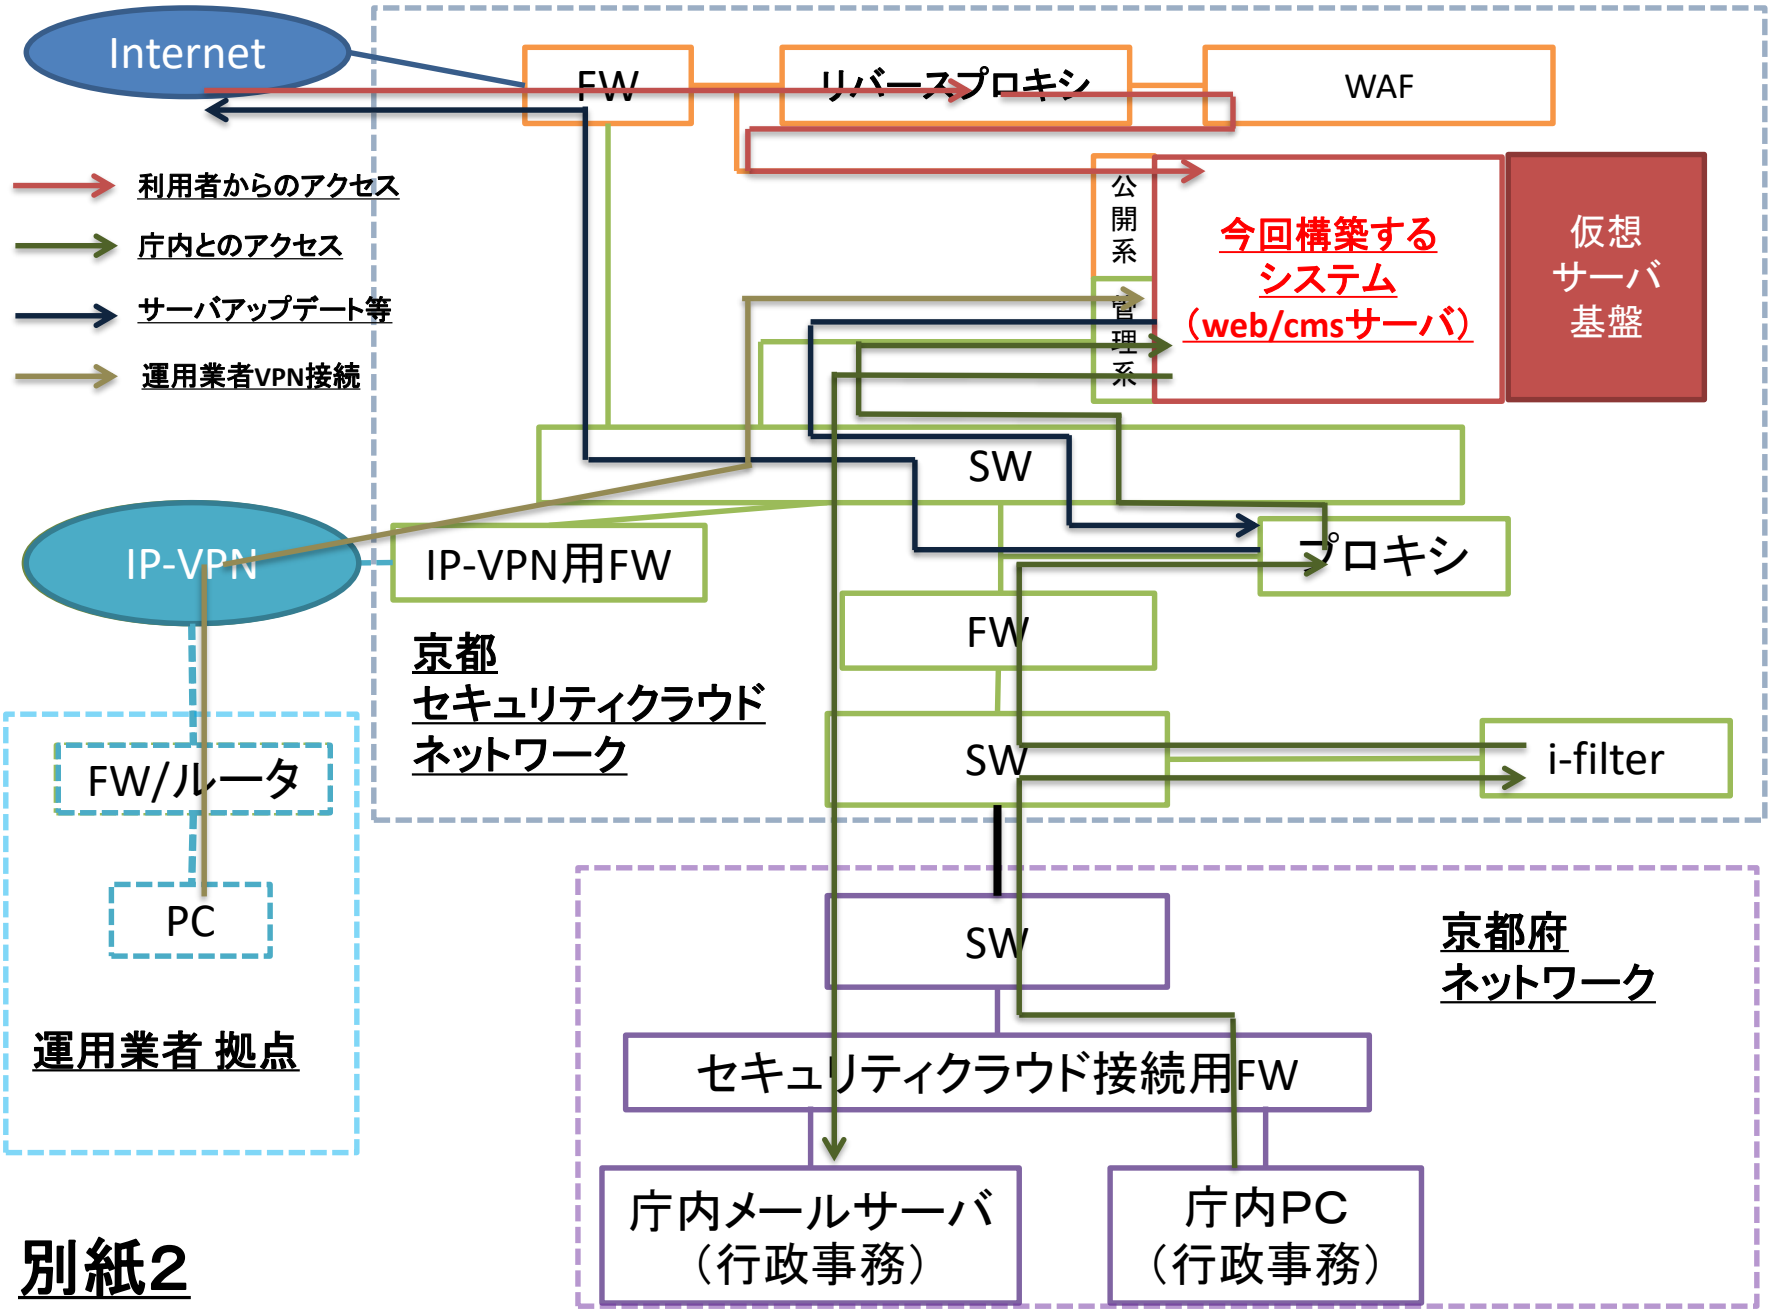 Internet
FW
リバースプロキシ
WAF
利用者からのアクセス
庁内とのアクセス
サーバアップデート等
運用業者VPN接続
公
開
系
管
理
系
今回構築する
システム
（web/cmsサーバ）
仮想
サーバ
基盤
SW
IP-VPN
IP-VPN用FW
プロキシ
FW
京都
セキュリティクラウド
ネットワーク
SW
i-filter
FW/ルータ
PC
運用業者 拠点
SW
京都府
ネットワーク
セキュリティクラウド接続用FW
庁内メールサーバ
（行政事務）
庁内PC
（行政事務）
別紙2